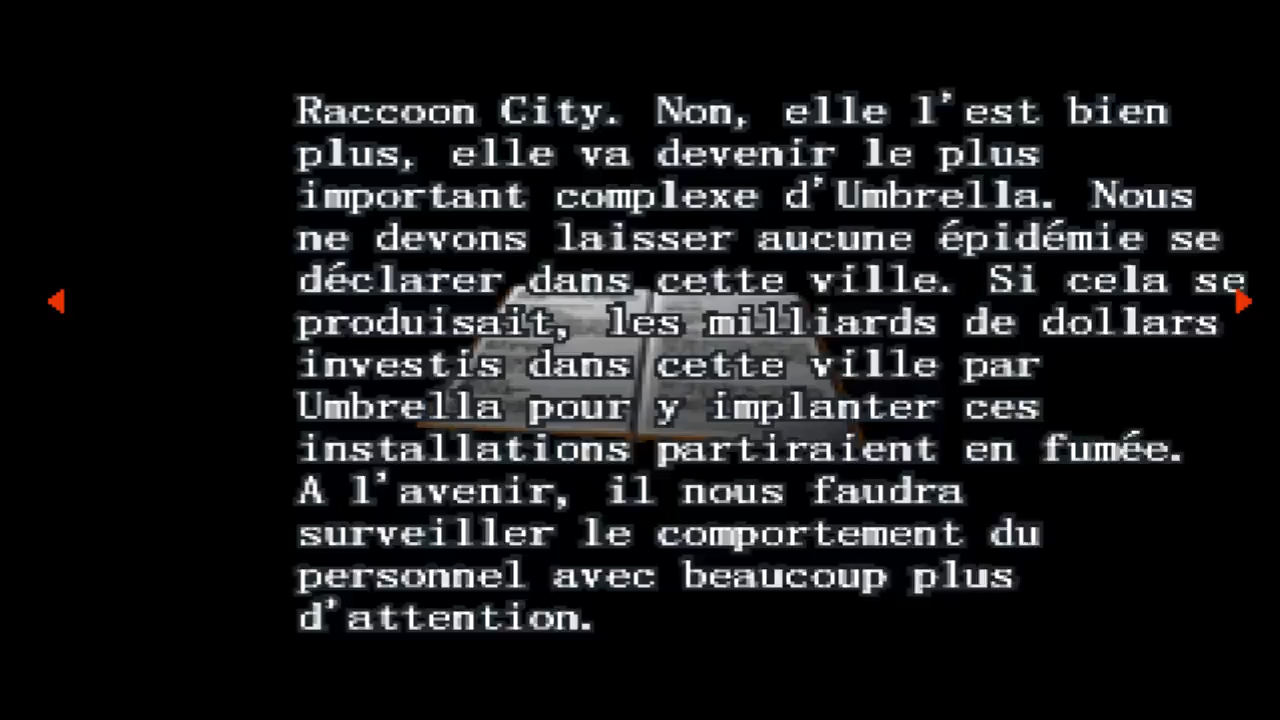 Raccoon City. Non, elle l'est bien
plus, elle va devenir le plus
important complexe d'Umbrella. Nous
ne devons laisser aucune épidémie se
déclarer dans cette ville. Si cela se
produisait, les milliards de dollars
investis dans cette ville par
Umbrella pour y implanter ces
installations partiraient en fumée.
A l'avenir, il nous faudra
surveiller le comportement du
personnel avec beaucoup plus
d'attention.